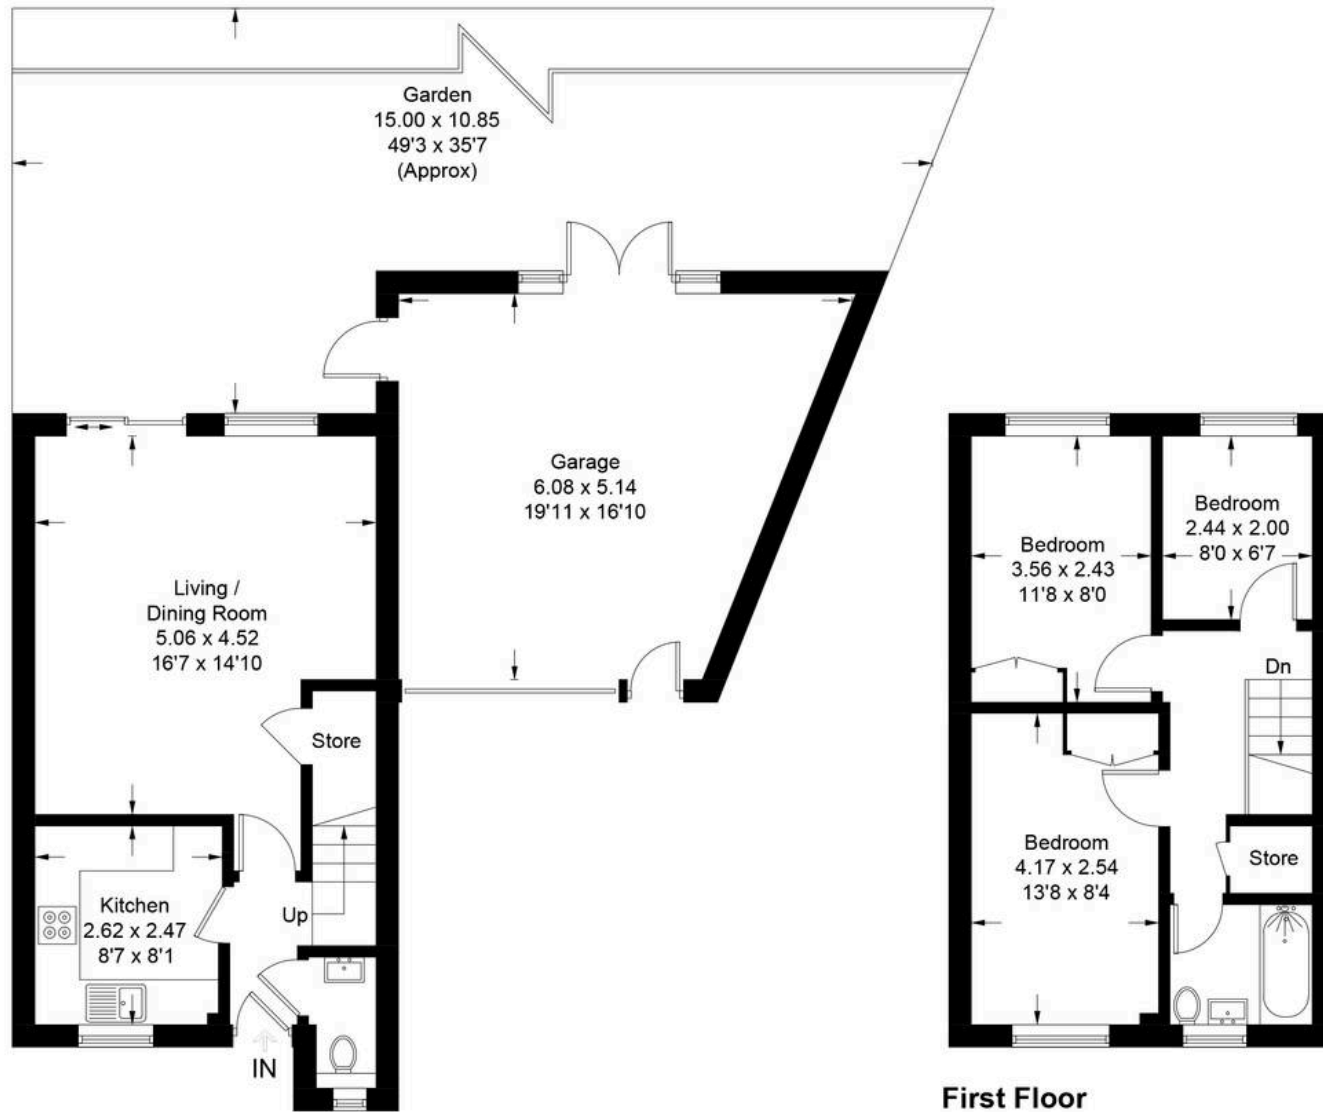 Garden
15.00 x 10.85
49'3 x 35'7
(Approx)
Garage
6.08 x 5.14
19'11 x 16'10
Living /
Dining Room
5.06 x 4.52
16'7 x 14'10
Store
Kitchen
2.62 x 2.47
8'7 x 8'1
Up
IN
Bedroom
2.44 x 2.00
8'0 x 6'7
Bedroom
3.56 x 2.43
11'8 x 8'0
Dn
Bedroom
4.17 x 2.54
13'8 x 8'4
Store
First Floor